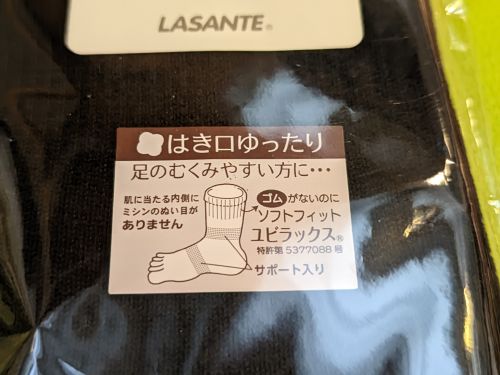 LASANTE®
はき口ゆったり
足のむくみやすい方に・・・
肌に当たる内側に
ミシンのぬい目が
ありません
ゴムがないのに
ソフトフィット
ユビラックス®
特許第5377088号
サポート入り